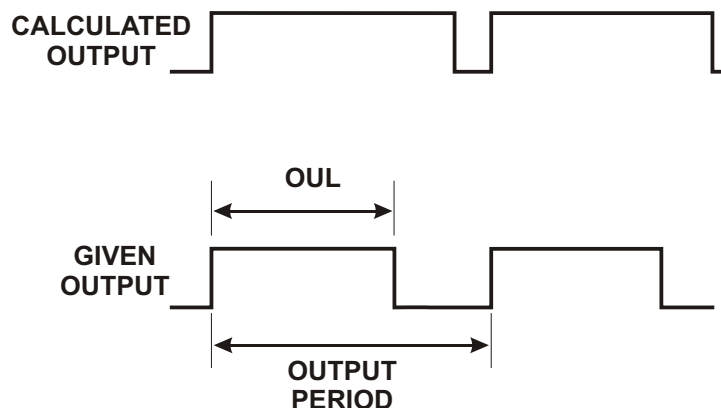 CALCULATED
OUTPUT
OUL
GIVEN
OUTPUT
OUTPUT
PERIOD